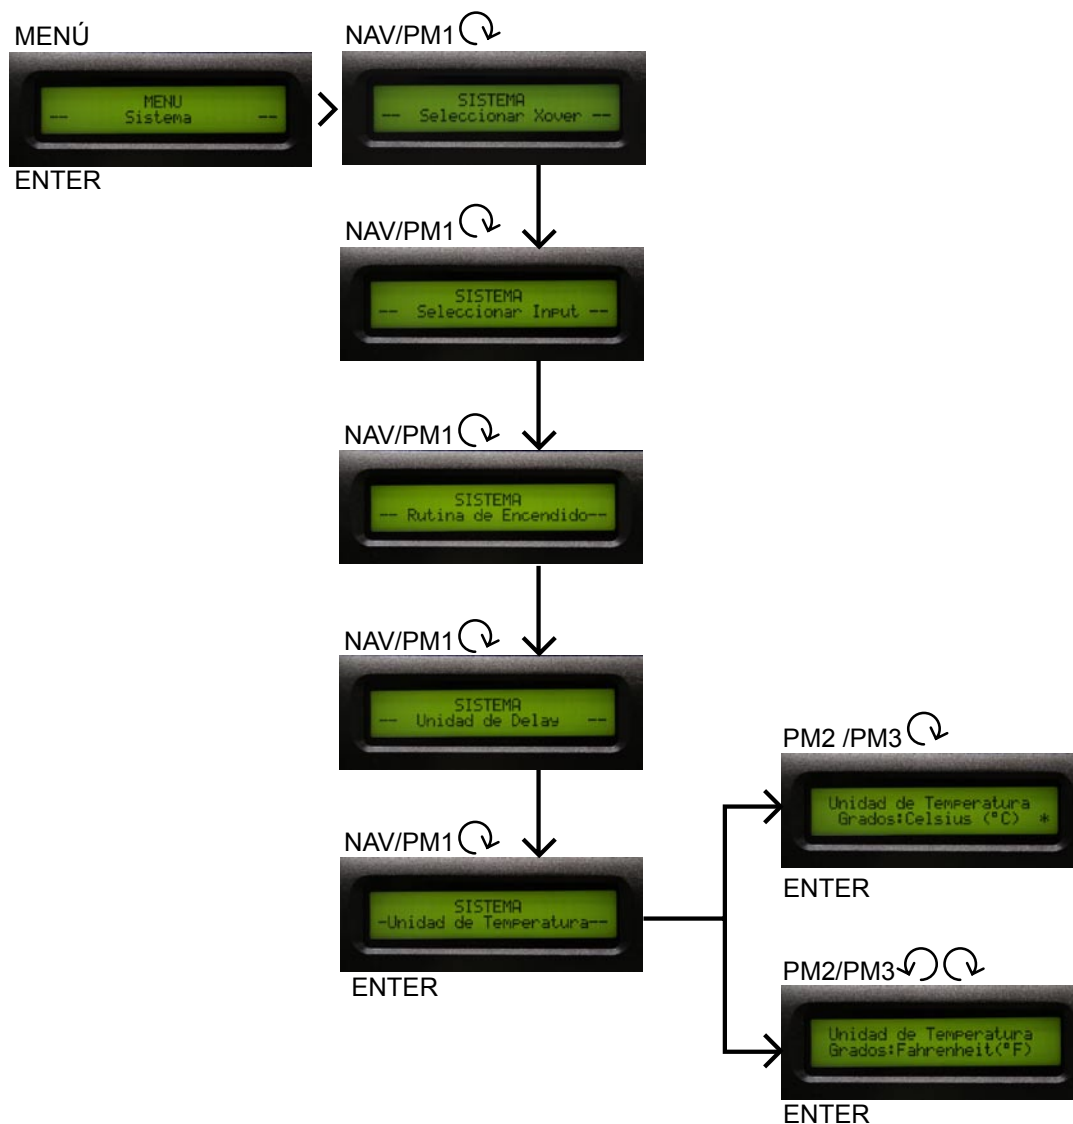 MENÚ
MENU
-- Sistema --
ENTER
NAV/PM1
SISTEMA
-- Seleccionar Xover --
NAV/PM1
SISTEMA
-- Seleccionar Input --
NAV/PM1
SISTEMA
-- Rutina de Encendido--
NAV/PM1
SISTEMA
-- Unidad de Delay --
NAV/PM1
SISTEMA
-Unidad de Temperatura--
ENTER
PM2 /PM3
Unidad de Temperatura
Grados:Celsius (°C) *
ENTER
PM2/PM3
Unidad de Temperatura
Grados:Fahrenheit(°F)
ENTER